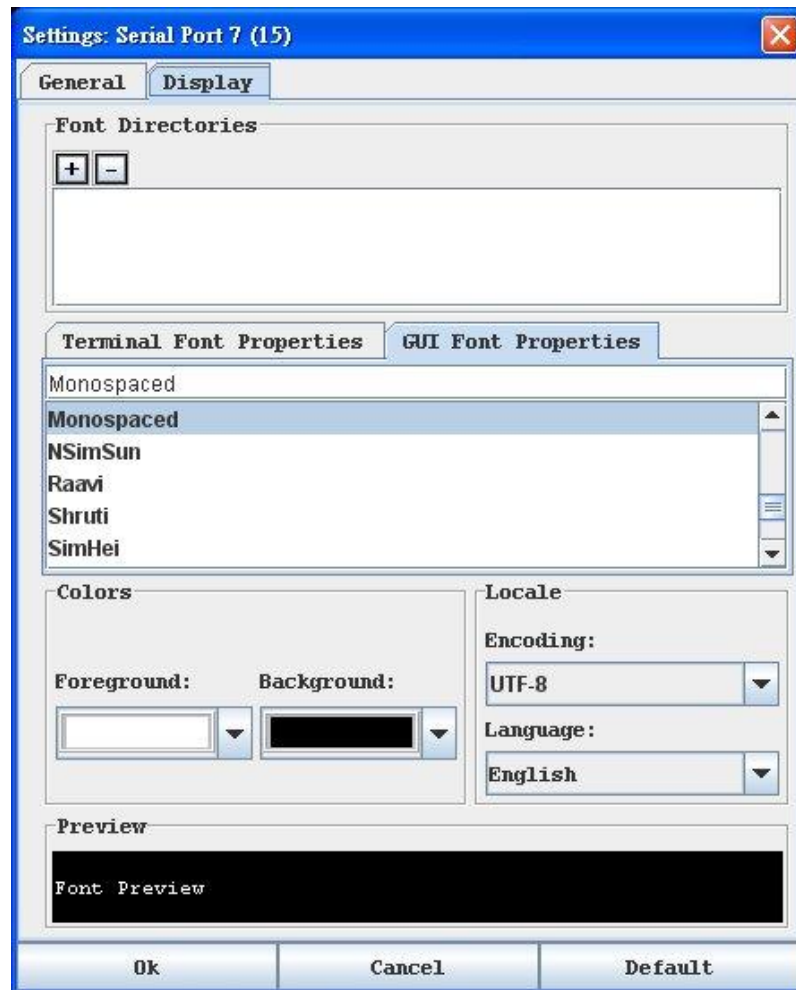 Settings: Serial Port 7 (15)
General Display
Font Directories
+ -
Terminal Font Properties GUI Font Properties
Monospaced
Monospaced
NSimSun
Raavi
Shruti
SimHei
Colors
Foreground: Background:
Locale
Encoding:
UTF-8
Language:
English
Preview
Font Preview
Ok Cancel Default